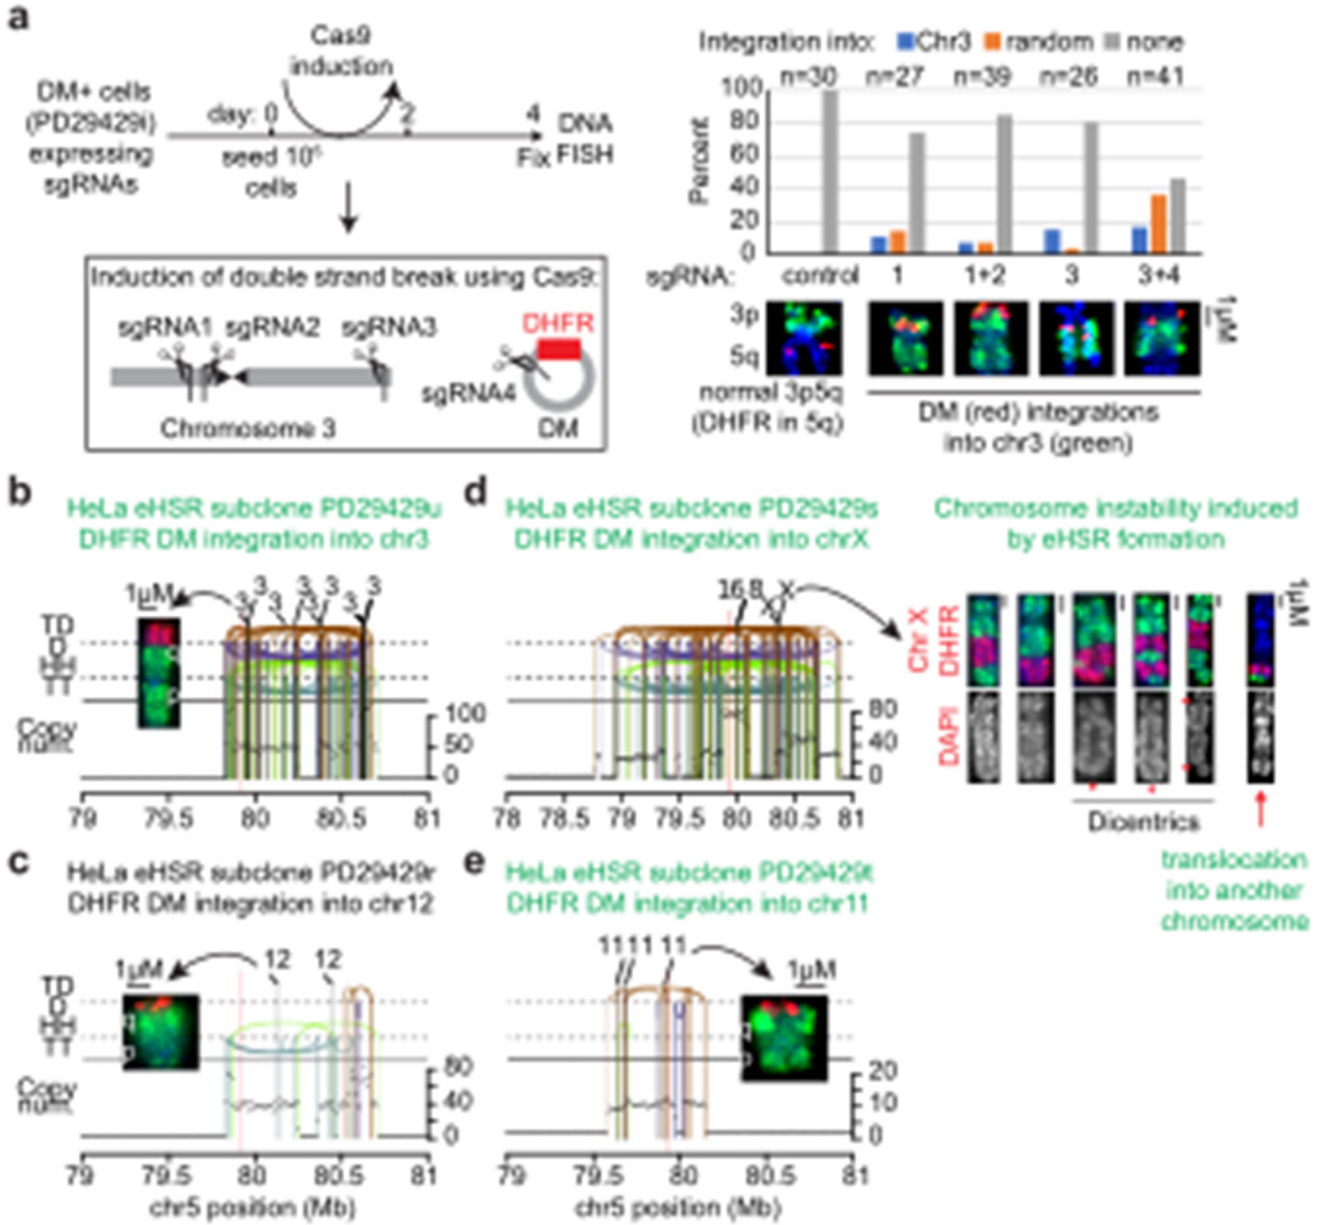 a
Cas9
induction
DM+ cells
(PD29429i)
expressing
sgRNAs
day: 0
2
4
seed 10⁶
cells
Fix
DNA
FISH
Induction of double strand break using Cas9:
sgRNA1
sgRNA2
sgRNA3
DHFR
sgRNA4
Chromosome 3
DM
Integration into: Chr3 random none
n=30 n=27 n=39 n=26 n=41
Percent
100
80
60
40
20
0
sgRNA: control 1 1+2 3 3+4
3p
5q
1µM
normal 3p5q
(DHFR in 5q)
DM (red) integrations
into chr3 (green)
b
HeLa eHSR subclone PD29429u
DHFR DM integration into chr3
1µM
3 3 3 3 3 3 3 3
TD
D
HH
TT
q
p
Copy
num.
100
50
0
79 79.5 80 80.5 81
d
HeLa eHSR subclone PD29429s
DHFR DM integration into chrX
16 8 X X
80
40
0
78 78.5 79 79.5 80 80.5 81
Chromosome instability induced
by eHSR formation
Chr X
DHFR
DAPI
1µM
Dicentrics
translocation
into another
chromosome
c
HeLa eHSR subclone PD29429r
DHFR DM integration into chr12
1µM
12 12
TD
D
HH
TT
q
p
Copy
num.
80
40
0
79 79.5 80 80.5 81
chr5 position (Mb)
e
HeLa eHSR subclone PD29429t
DHFR DM integration into chr11
11 11 11
1µM
q
p
20
10
0
79 79.5 80 80.5 81
chr5 position (Mb)